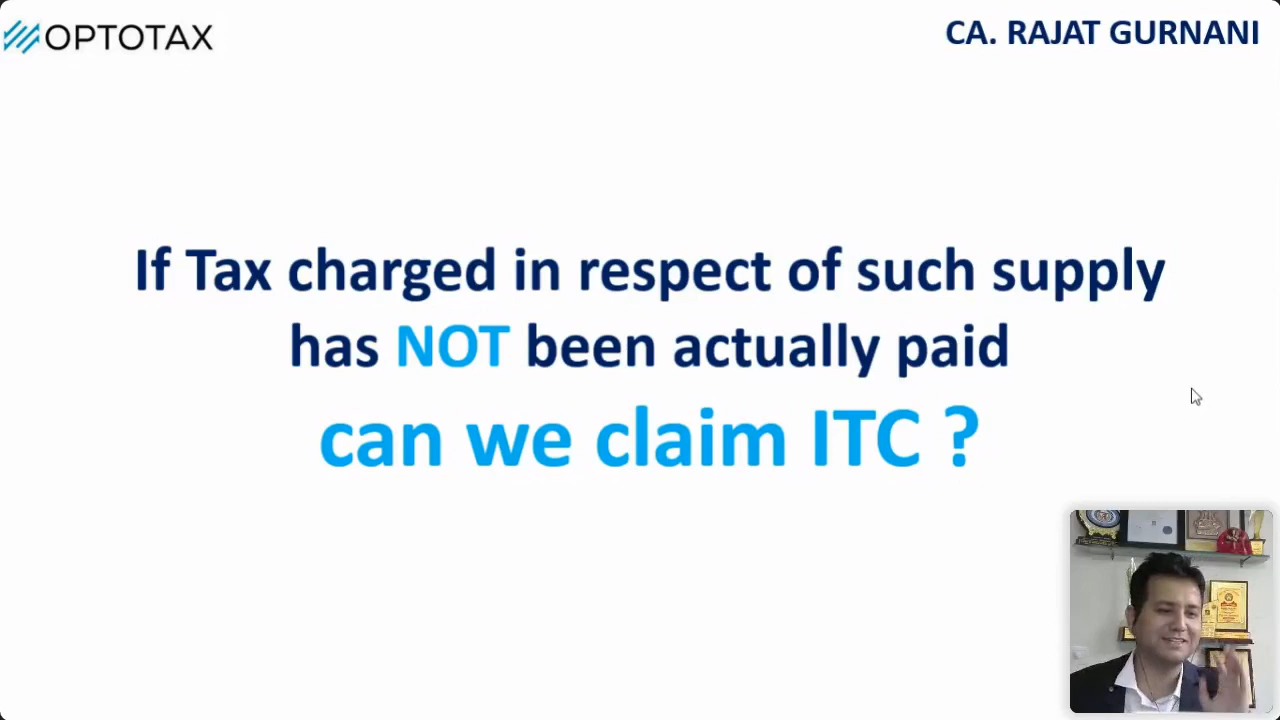 OPTOTAX
CA. RAJAT GURNANI
If Tax charged in respect of such supply
has NOT been actually paid
can we claim ITC ?